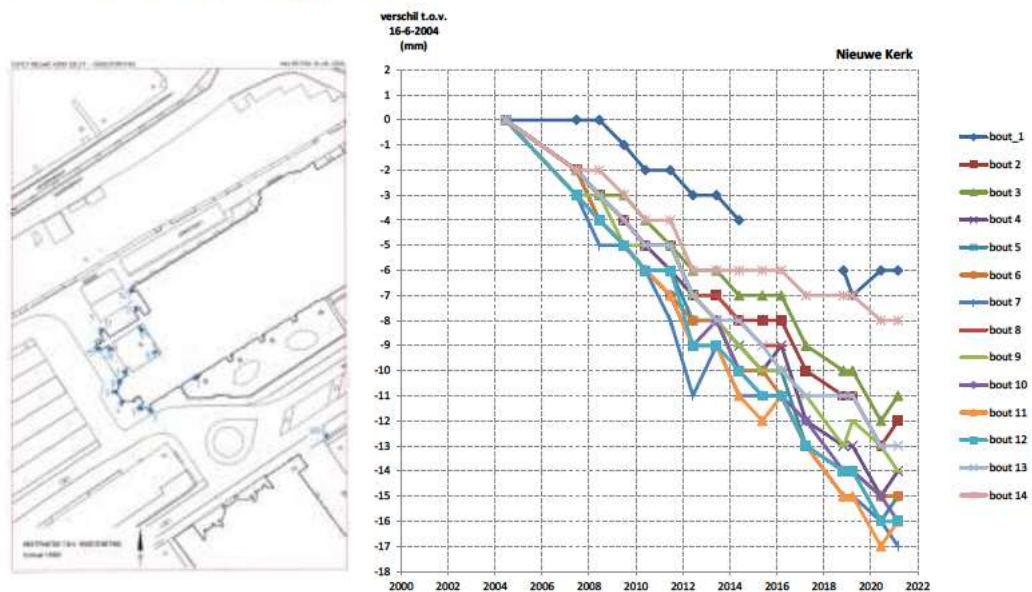 verschil t.o.v.
16-6-2004
(mm)
Nieuwe Kerk
2
1
0
-1
-2
-3
-4
-5
-6
-7
-8
-9
-10
-11
-12
-13
-14
-15
-16
-17
-18
2000 2002 2004 2006 2008 2010 2012 2014 2016 2018 2020 2022
bout_1
bout 2
bout 3
bout 4
bout 5
bout 6
bout 7
bout 8
bout 9
bout 10
bout 11
bout 12
bout 13
bout 14